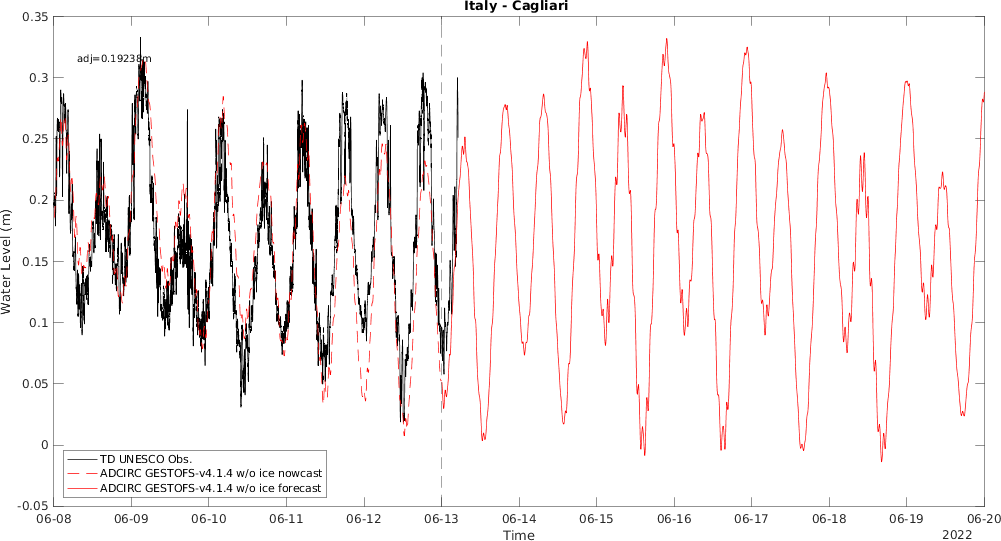 Italy - Cagliari
adj=0.19238m
0.35
0.3
0.25
0.2
0.15
0.1
0.05
0
-0.05
Water Level (m)
TD UNESCO Obs.
ADCIRC GESTOFS-v4.1.4 w/o ice nowcast
ADCIRC GESTOFS-v4.1.4 w/o ice forecast
06-08 06-09 06-10 06-11 06-12 06-13 06-14 06-15 06-16 06-17 06-18 06-19 06-20
Time
2022